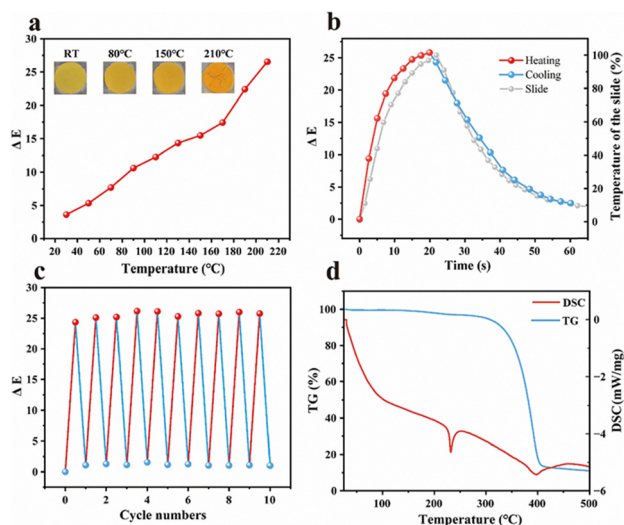 a
RT 80℃ 150℃ 210℃
30
25
20
15
10
5
0
Δ E
20 40 60 80 100 120 140 160 180 200 220
Temperature (℃)
b
Heating
Cooling
Slide
25
20
15
10
5
0
Δ E
100
80
60
40
20
0
Temperature of the slide (%)
0 10 20 30 40 50 60
Time (s)
c
30
25
20
15
10
5
0
Δ E
0 2 4 6 8 10
Cycle numbers
d
DSC
TG
100
80
60
40
20
0
TG (%)
0
−2
−4
−6
DSC(mW/mg)
100 200 300 400 500
Temperature (℃)